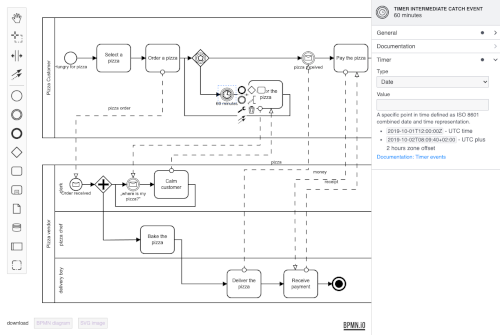 TIMER INTERMEDIATE CATCH EVENT
60 minutes
General
Documentation
Timer
Type
Date
Value
A specific point in time defined as ISO 8601
combined date and time representation.
2019-10-01T12:00:00Z - UTC time
2019-10-02T08:09:40+02:00 - UTC plus
2 hours zone offset
Documentation: Timer events
Pizza Customer
Hungry for pizza
Select a
pizza
Order a pizza
60 minutes
the
pizza
pizza received
Pay the pizza
pizza order
pizza
money
receipt
Pizza vendor
clerk
Order received
„where is my
pizza?“
Calm
customer
pizza chef
Bake the
pizza
delivery boy
Deliver the
pizza
Receive
payment
download
BPMN diagram
SVG image
BPMN.iO